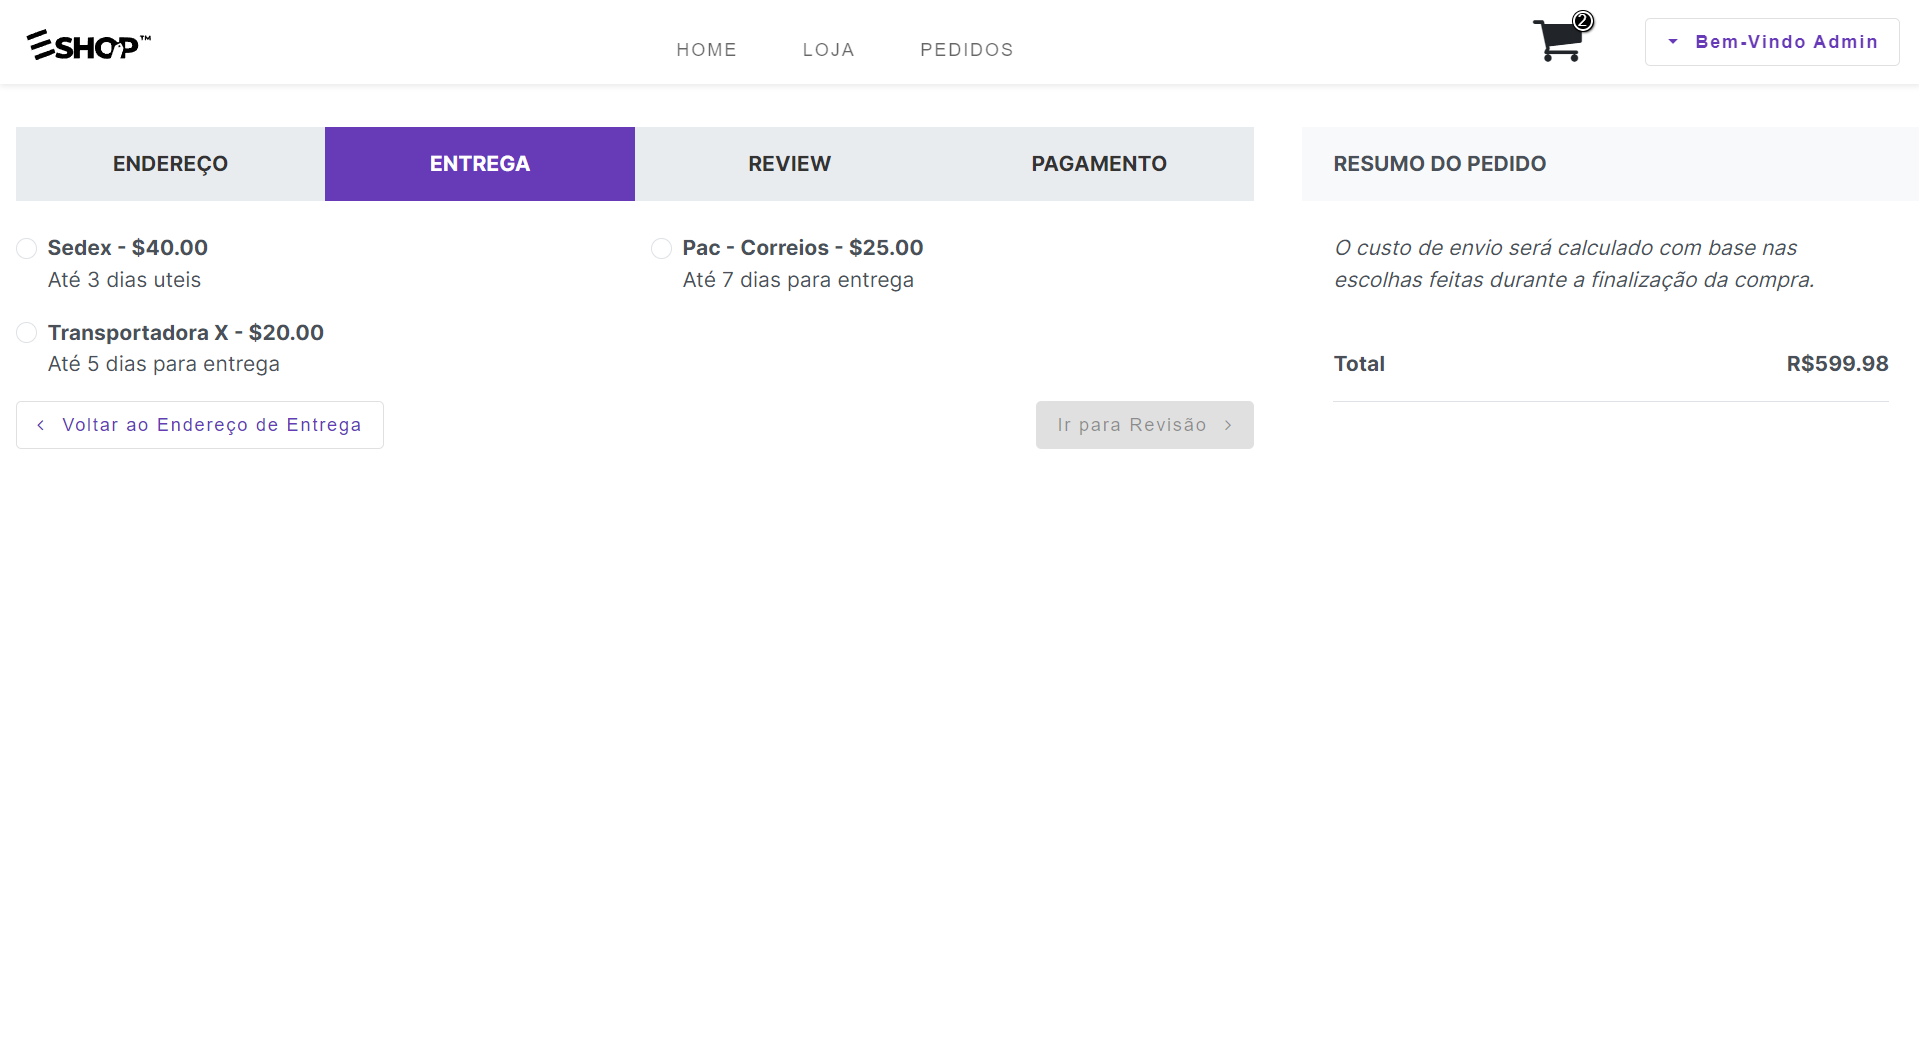 ESHOP™
HOME
LOJA
PEDIDOS
2
Bem-Vindo Admin
ENDEREÇO
ENTREGA
REVIEW
PAGAMENTO
RESUMO DO PEDIDO
Sedex - $40.00
Até 3 dias uteis
Pac - Correios - $25.00
Até 7 dias para entrega
Transportadora X - $20.00
Até 5 dias para entrega
Voltar ao Endereço de Entrega
Ir para Revisão
O custo de envio será calculado com base nas
escolhas feitas durante a finalização da compra.
Total
R$599.98